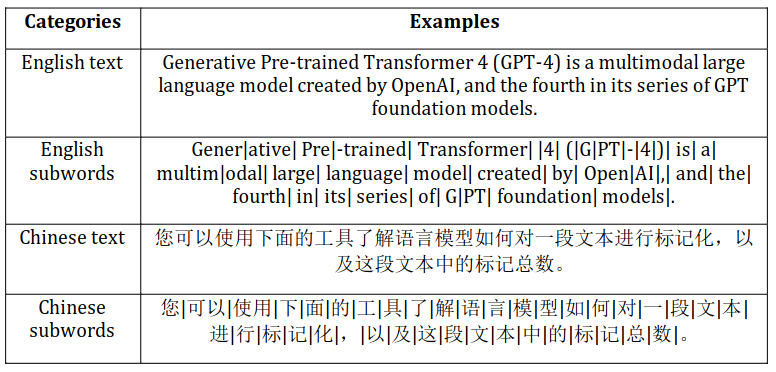 Categories Examples
English text Generative Pre-trained Transformer 4 (GPT-4) is a multimodal large
language model created by OpenAI, and the fourth in its series of GPT
foundation models.
English
subwords
Gener|ative| Pre|-trained| Transformer| |4| (|G|PT|-|4|)| is| a|
multim|odal| large| language| model| created| by| Open|AI|,| and| the|
fourth| in| its| series| of| G|PT| foundation| models|.
Chinese text 您可以使用下面的工具了解语言模型如何对一段文本进行标记化，以
及这段文本中的标记总数。
Chinese
subwords
您|可以|使用|下|面|的|工|具|了|解|语|言|模|型|如|何|对|一|段|文|本|
进|行|标|记|化|，|以|及|这|段|文|本|中|的|标|记|总|数|。